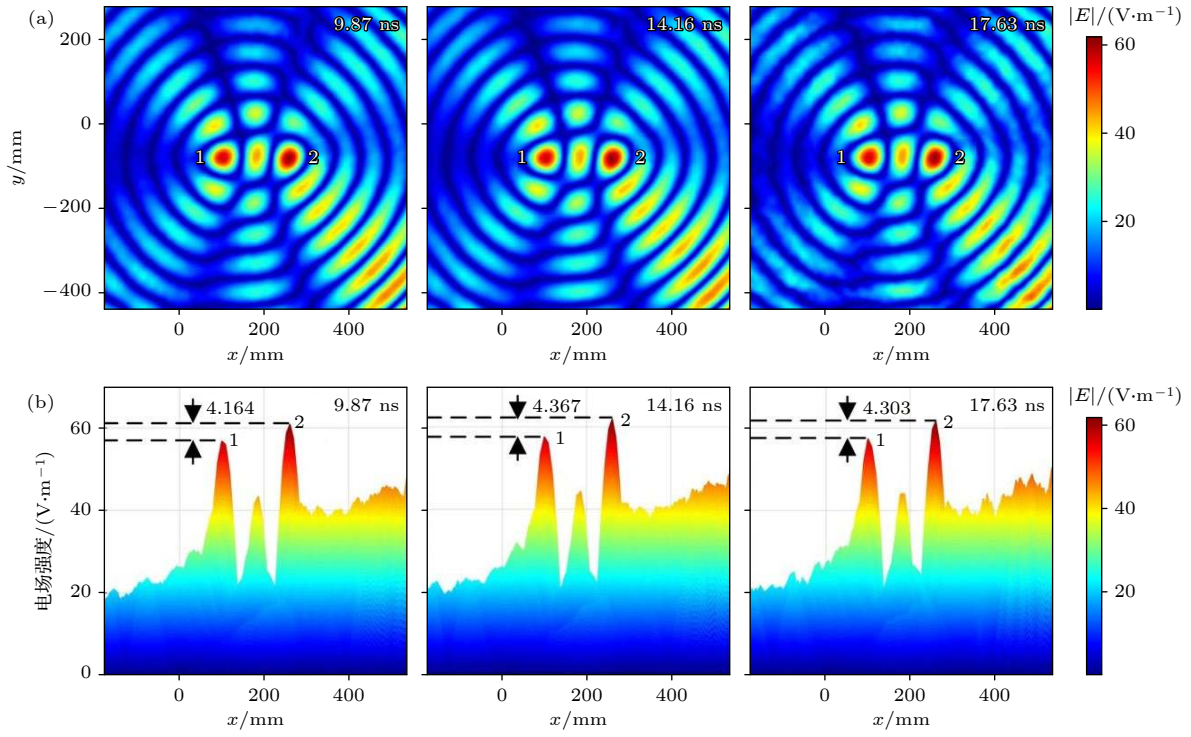 (a)
9.87 ns
14.16 ns
17.63 ns
|E|/(V·m⁻¹)
200
0
−200
−400
y/mm
1
2
1
2
1
2
60
40
20
0
200
400
0
200
400
0
200
400
x/mm
x/mm
x/mm
(b)
9.87 ns
14.16 ns
17.63 ns
|E|/(V·m⁻¹)
4.164
4.367
4.303
1
2
1
2
1
2
60
40
20
0
电场强度/(V·m⁻¹)
60
40
20
0
200
400
0
200
400
0
200
400
x/mm
x/mm
x/mm